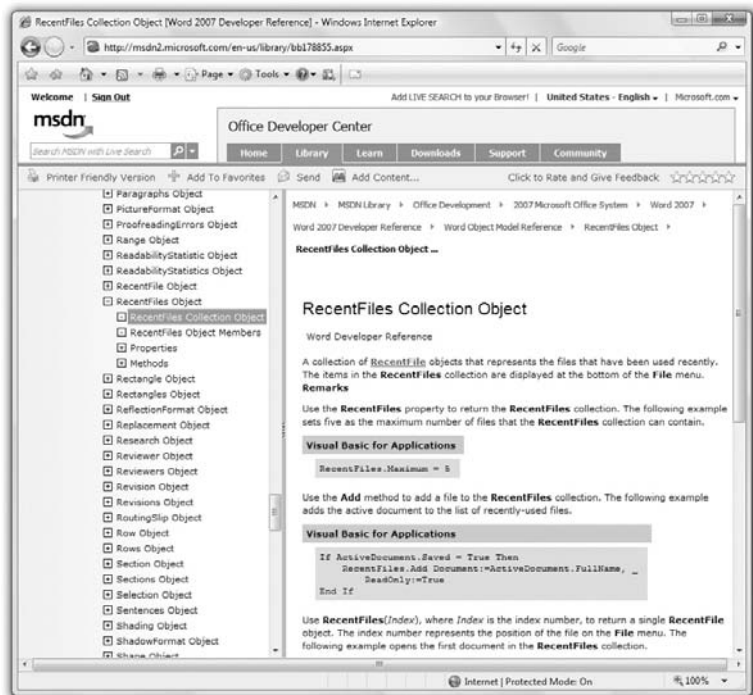 RecentFiles Collection Object [Word 2007 Developer Reference] - Windows Internet Explorer
http://msdn2.microsoft.com/en-us/library/bb178855.aspx
Google
Page
Tools
Welcome | Sign Out
Add LIVE SEARCH to your Browser! | United States - English | Microsoft.com
msdn
Office Developer Center
Search MSDN with Live Search
Home Library Learn Downloads Support Community
Printer Friendly Version Add To Favorites Send Add Content... Click to Rate and Give Feedback
Paragraphs Object
PictureFormat Object
ProofreadingErrors Object
Range Object
ReadabilityStatistic Object
ReadabilityStatistics Object
RecentFile Object
RecentFiles Object
RecentFiles Collection Object
RecentFiles Object Members
Properties
Methods
Rectangle Object
Rectangles Object
ReflectionFormat Object
Replacement Object
Research Object
Reviewer Object
Reviewers Object
Revision Object
Revisions Object
RoutingSlip Object
Row Object
Rows Object
Section Object
Sections Object
Selection Object
Sentences Object
Shading Object
ShadowFormat Object
Shape Object
MSDN MSDN Library Office Development 2007 Microsoft Office System Word 2007
Word 2007 Developer Reference Word Object Model Reference RecentFiles Object
RecentFiles Collection Object ...
RecentFiles Collection Object
Word Developer Reference
A collection of RecentFile objects that represents the files that have been used recently.
The items in the RecentFiles collection are displayed at the bottom of the File menu.
Remarks
Use the RecentFiles property to return the RecentFiles collection. The following example
sets five as the maximum number of files that the RecentFiles collection can contain.
Visual Basic for Applications
RecentFiles.Maximum = 5
Use the Add method to add a file to the RecentFiles collection. The following example
adds the active document to the list of recently-used files.
Visual Basic for Applications
If ActiveDocument.Saved = True Then
RecentFiles.Add Document:=ActiveDocument.FullName, _
ReadOnly:=True
End If
Use RecentFiles(Index), where Index is the index number, to return a single RecentFile
object. The index number represents the position of the file on the File menu. The
following example opens the first document in the RecentFiles collection.
Internet | Protected Mode: On
100%